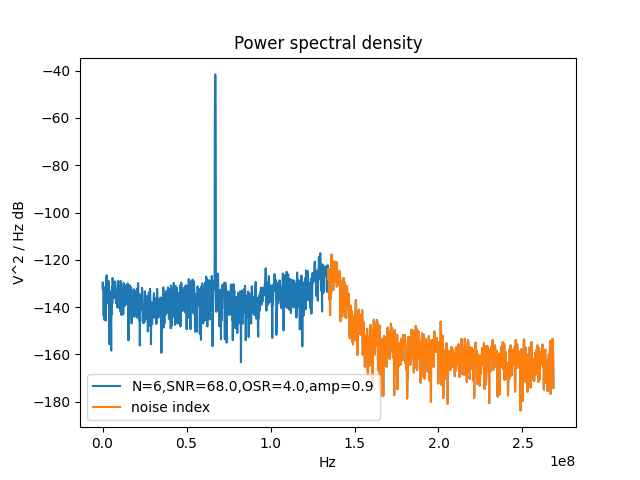 Power spectral density
V^2 / Hz dB
−40
−60
−80
−100
−120
−140
−160
−180
N=6,SNR=68.0,OSR=4.0,amp=0.9
noise index
0.0 0.5 1.0 1.5 2.0 2.5
1e8
Hz